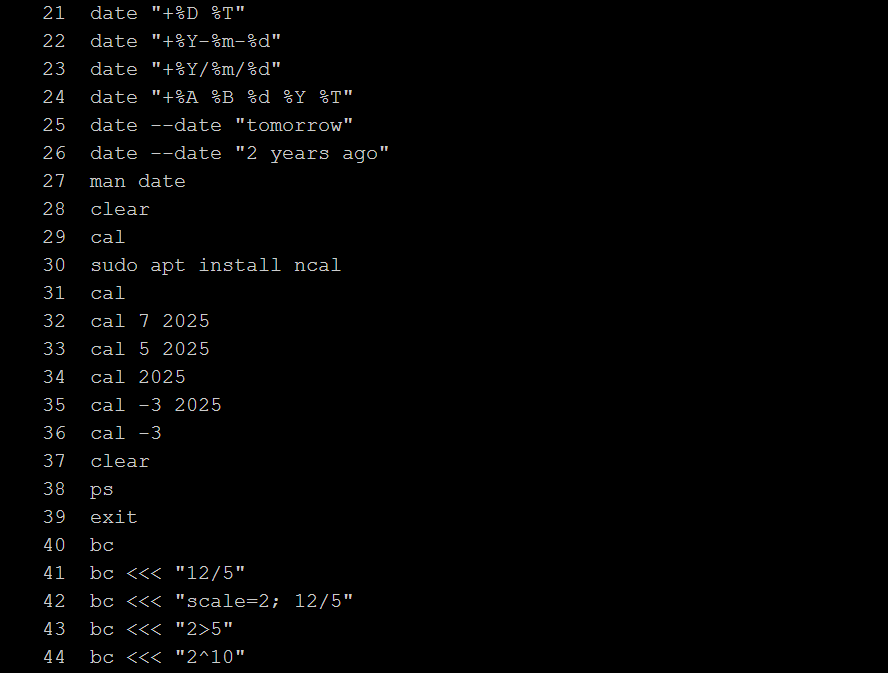 21  date "+%D %T"
22  date "+%Y-%m-%d"
23  date "+%Y/%m/%d"
24  date "+%A %B %d %Y %T"
25  date --date "tomorrow"
26  date --date "2 years ago"
27  man date
28  clear
29  cal
30  sudo apt install ncal
31  cal
32  cal 7 2025
33  cal 5 2025
34  cal 2025
35  cal -3 2025
36  cal -3
37  clear
38  ps
39  exit
40  bc
41  bc <<< "12/5"
42  bc <<< "scale=2; 12/5"
43  bc <<< "2>5"
44  bc <<< "2^10"